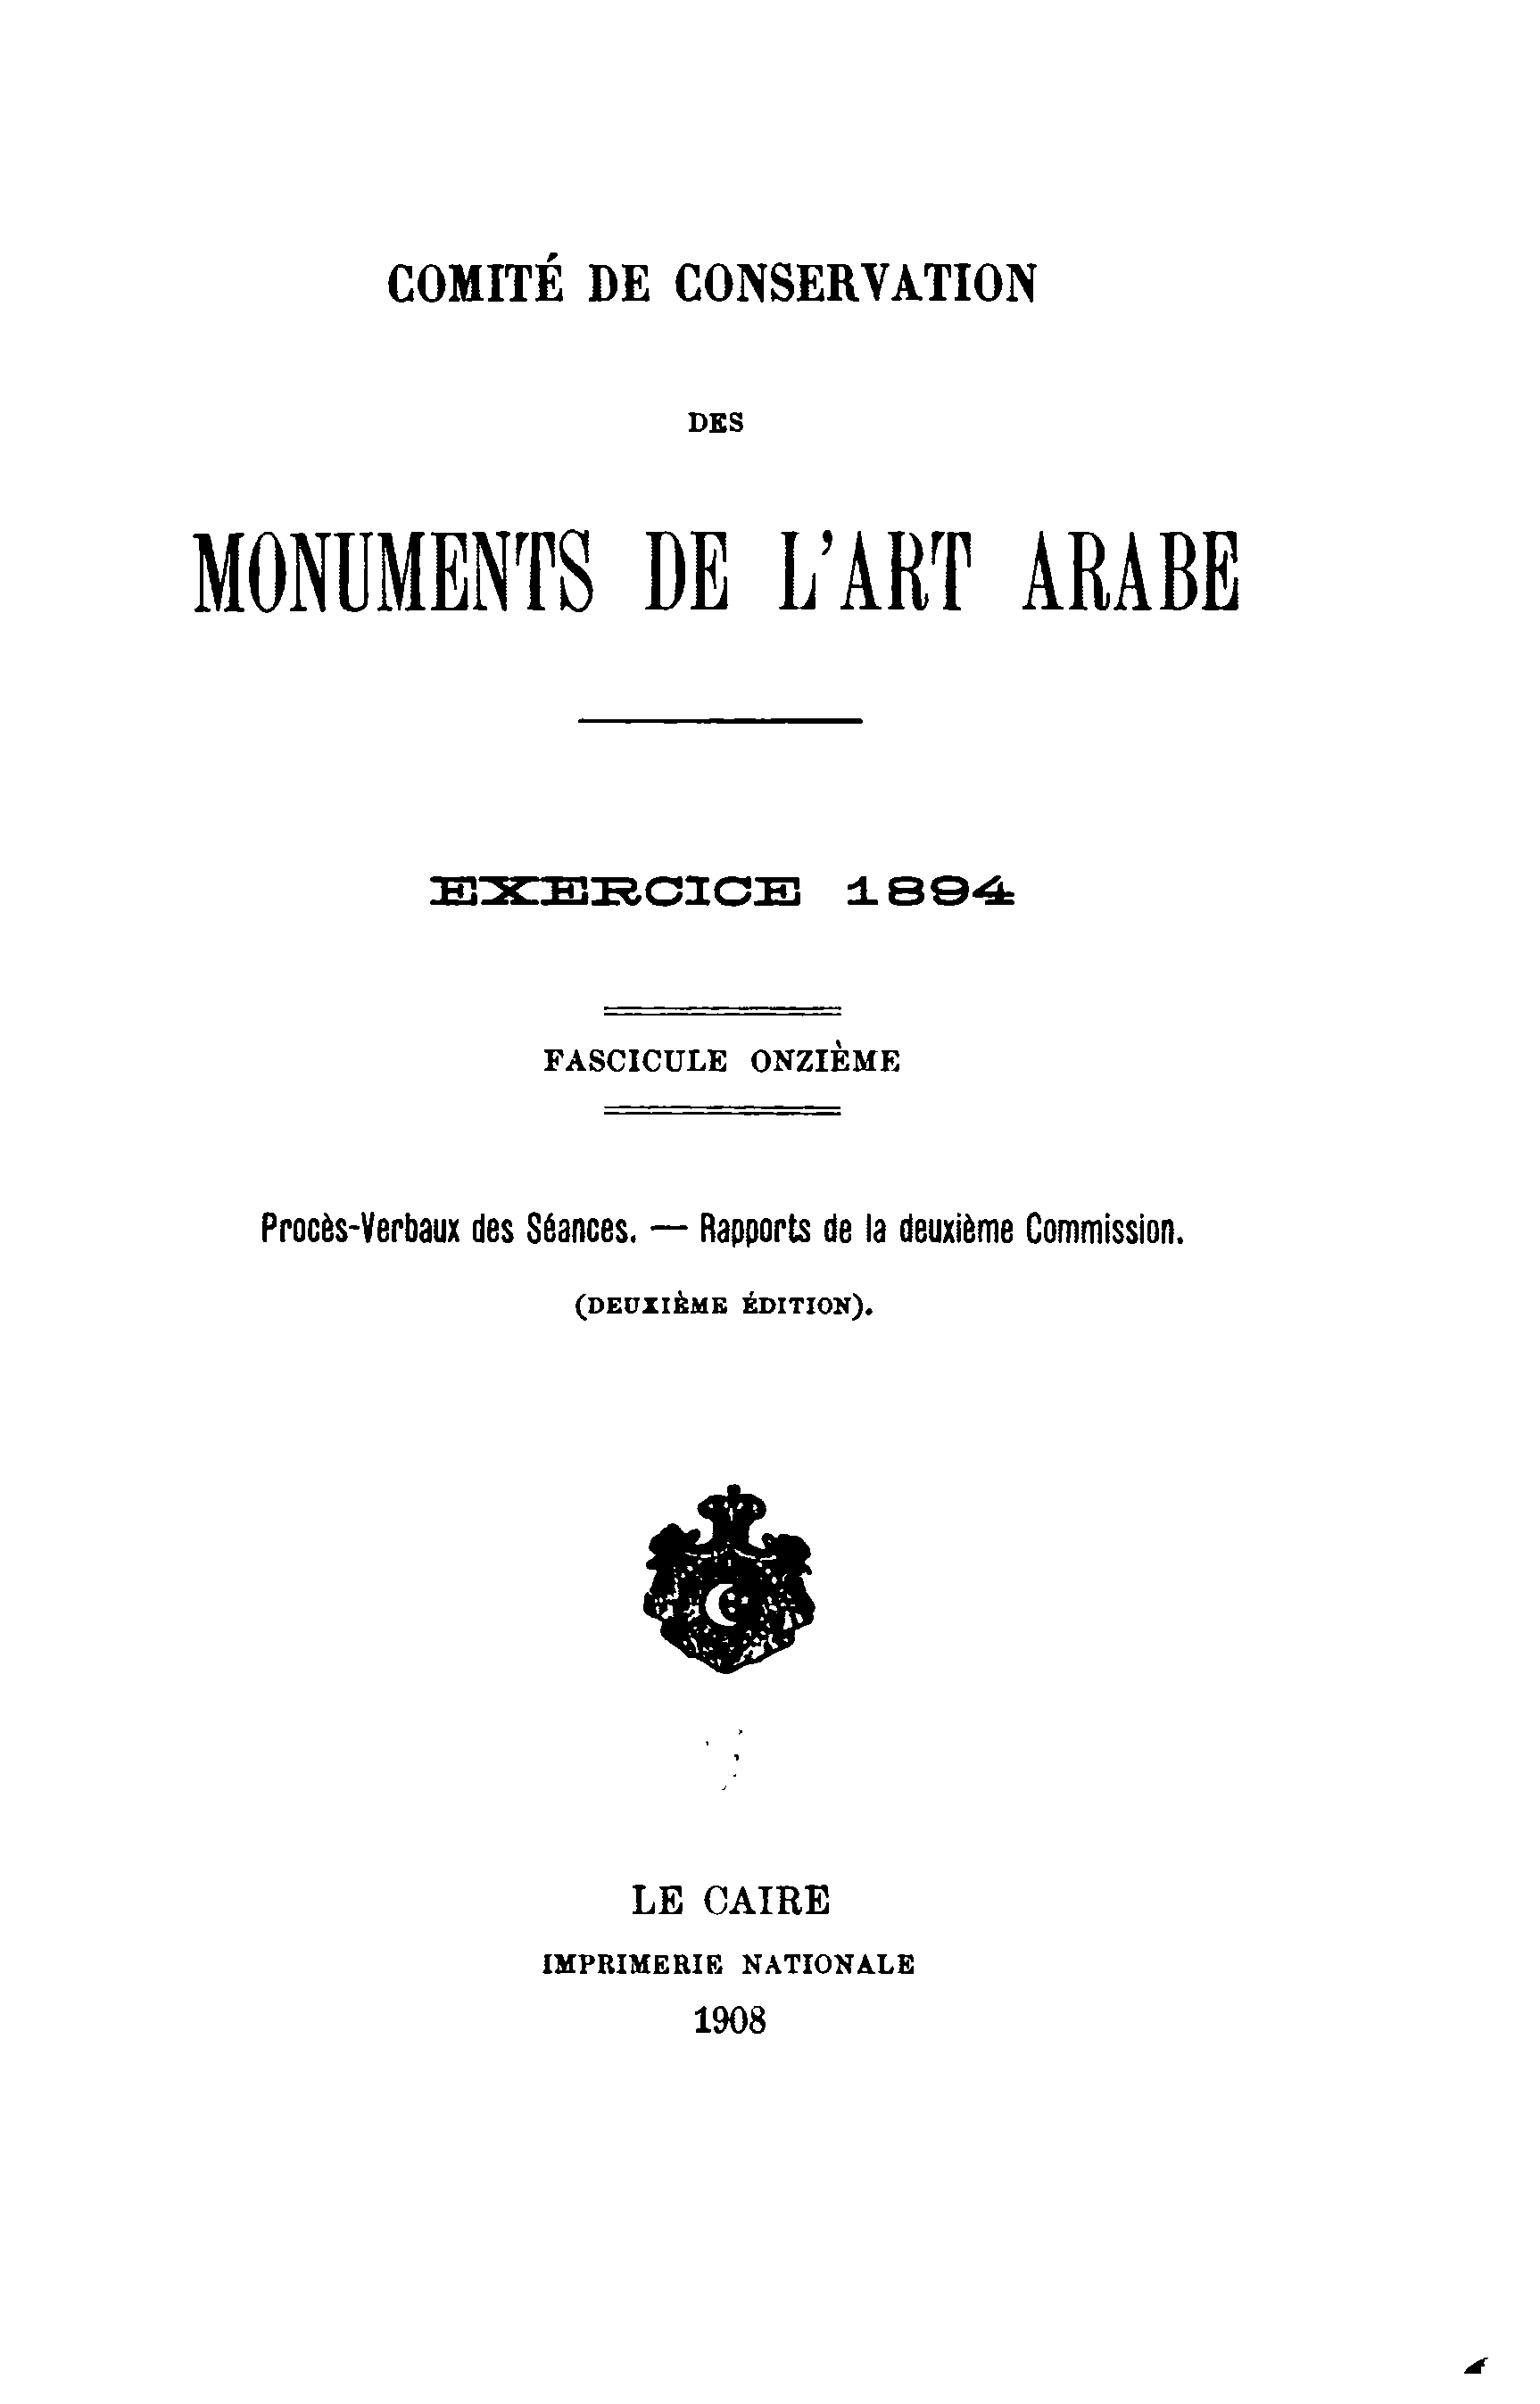 COMITÉ DE CONSERVATION
DES
MONUMENTS DE L'ART ARABE
EXERCICE 1894
FASCICULE ONZIÈME
Procès-Verbaux des Séances. — Rapports de la deuxième Commission.
(DEUXIÈME ÉDITION).
LE CAIRE
IMPRIMERIE NATIONALE
1908